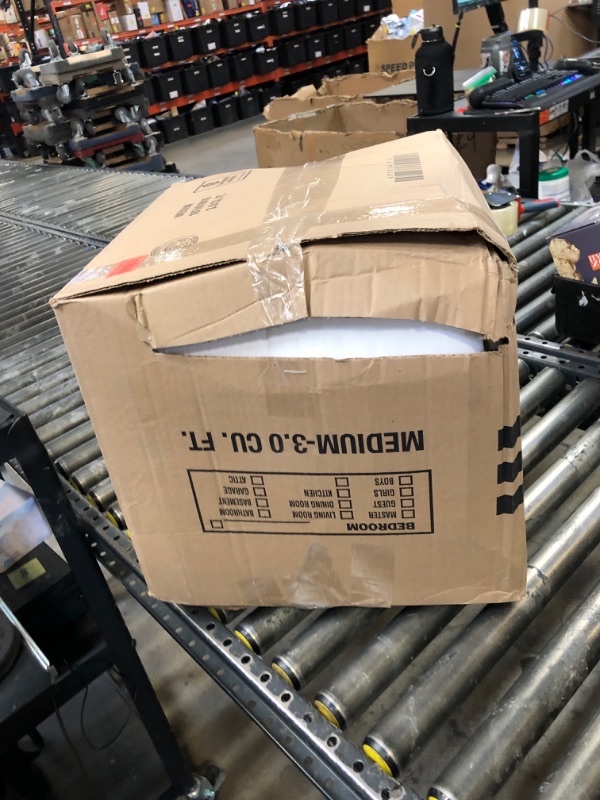 MEDIUM-3.0 CU. FT.
BEDROOM
MASTER
GUEST
GIRLS
BOYS
LIVING ROOM
DINING ROOM
KITCHEN
BATHROOM
BASEMENT
GARAGE
ATTIC
SPEED P